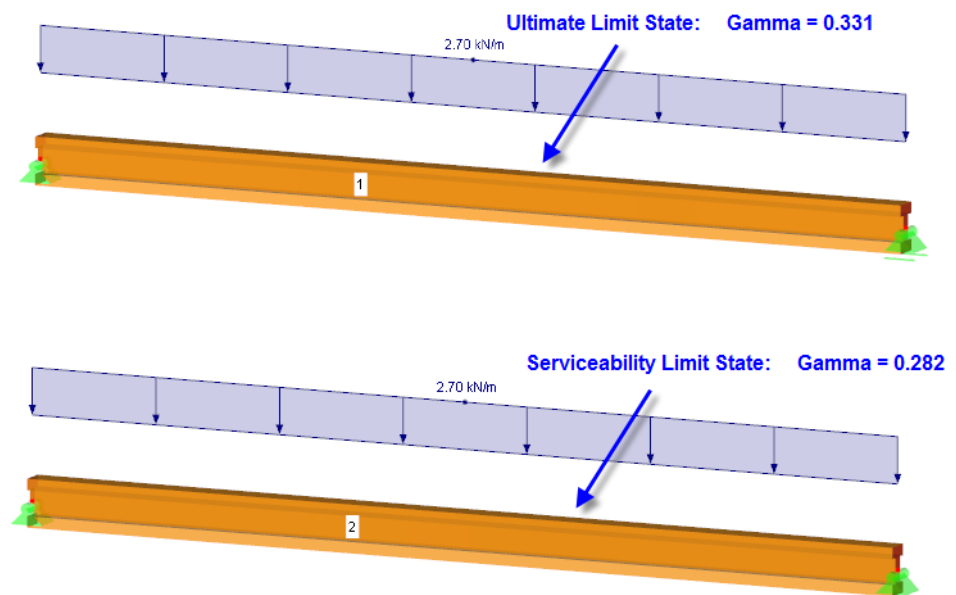 Ultimate Limit State: Gamma = 0.331
2.70 kN/m
1
Serviceability Limit State: Gamma = 0.282
2.70 kN/m
2